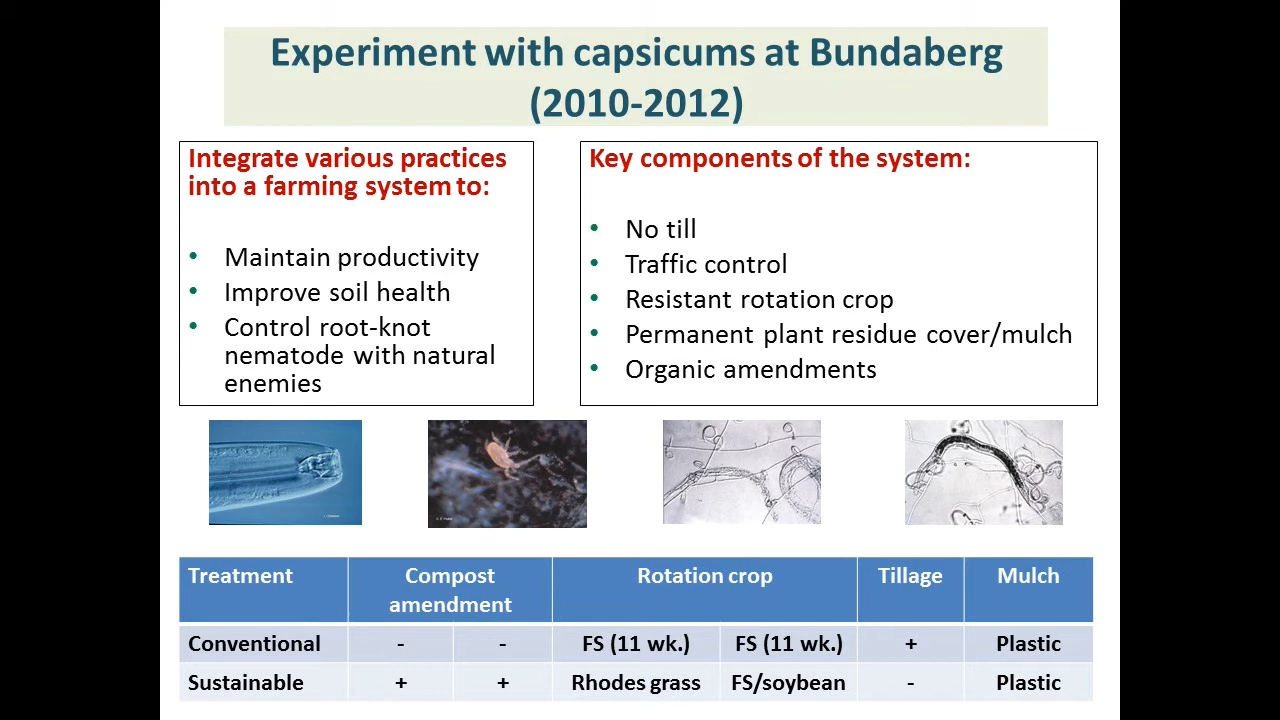 Experiment with capsicums at Bundaberg
(2010-2012)
Integrate various practices
into a farming system to:
• Maintain productivity
• Improve soil health
• Control root-knot
nematode with natural
enemies
Key components of the system:
• No till
• Traffic control
• Resistant rotation crop
• Permanent plant residue cover/mulch
• Organic amendments
Treatment Compost amendment Rotation crop Tillage Mulch
Conventional - - FS (11 wk.) FS (11 wk.) + Plastic
Sustainable + + Rhodes grass FS/soybean - Plastic